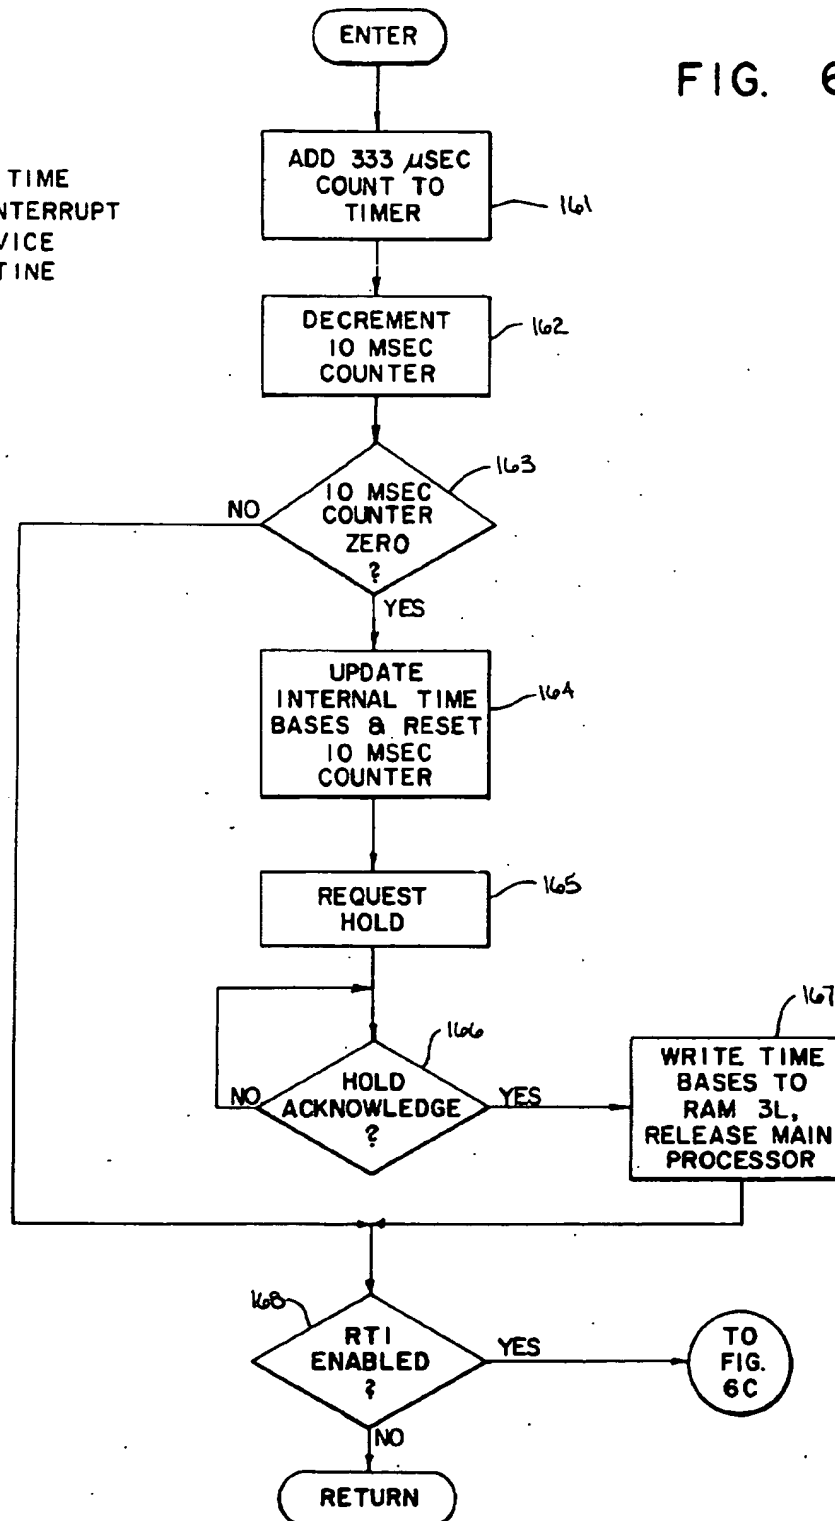 ENTER
FIG. 6
TIME
NTERRUPT
VICE
TINE
ADD 333 µSEC
COUNT TO
TIMER
161
DECREMENT
10 MSEC
COUNTER
162
10 MSEC
COUNTER
ZERO
?
163
NO
YES
UPDATE
INTERNAL TIME
BASES & RESET
10 MSEC
COUNTER
164
REQUEST
HOLD
165
HOLD
ACKNOWLEDGE
?
166
NO
YES
167
WRITE TIME
BASES TO
RAM 3L,
RELEASE MAIN
PROCESSOR
168
RTI
ENABLED
?
YES
TO
FIG.
6C
NO
RETURN